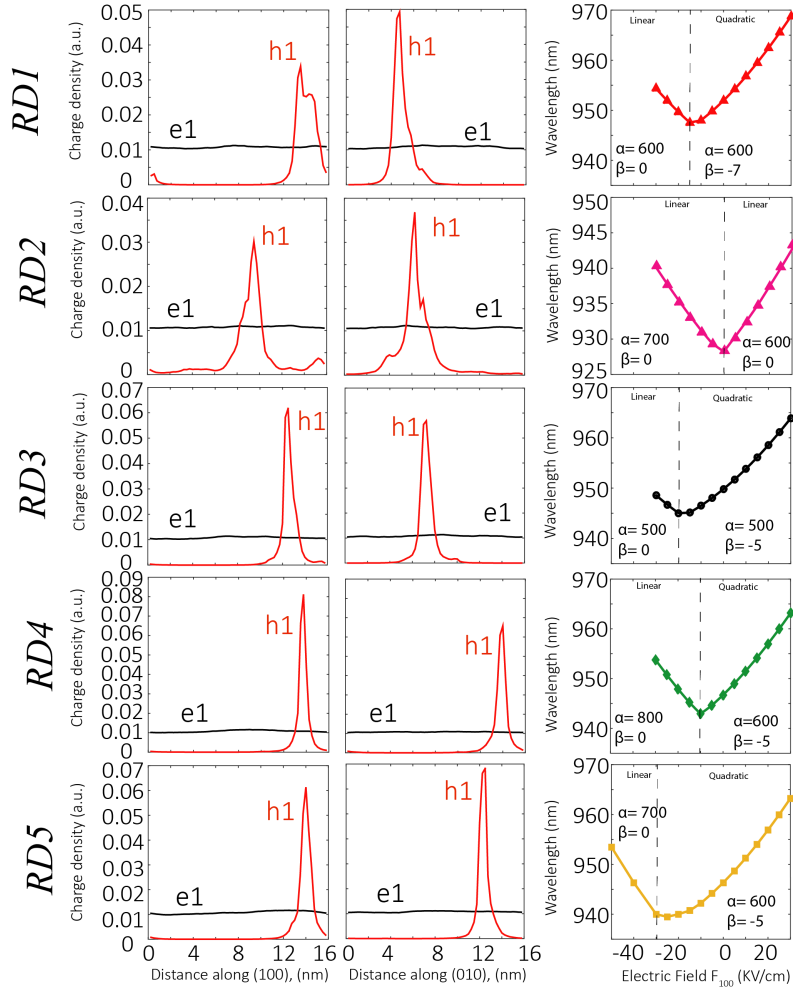 RD1
Charge density (a.u.)
0.05
0.04
0.03
0.02
0.01
0
h1
e1
h1
e1
Wavelength (nm)
970
960
950
940
Linear
Quadratic
α= 600
β= 0
α= 600
β= -7
RD2
Charge density (a.u.)
0.04
0.03
0.02
0.01
0
h1
e1
h1
e1
Wavelength (nm)
950
945
940
935
930
925
Linear
Linear
α= 700
β= 0
α= 600
β= 0
RD3
Charge density (a.u.)
0.07
0.06
0.05
0.04
0.03
0.02
0.01
0
h1
e1
h1
e1
Wavelength (nm)
970
960
950
940
Linear
Quadratic
α= 500
β= 0
α= 500
β= -5
RD4
Charge density (a.u.)
0.09
0.08
0.07
0.06
0.05
0.04
0.03
0.02
0.01
0
h1
e1
h1
e1
Wavelength (nm)
970
960
950
940
Linear
Quadratic
α= 800
β= 0
α=600
β= -5
RD5
Charge density (a.u.)
0.07
0.06
0.05
0.04
0.03
0.02
0.01
0
h1
e1
h1
e1
Wavelength (nm)
970
960
950
940
Linear
Quadratic
α= 700
β= 0
α= 600
β= -5
0 4 8 12 16
0 4 8 12 16
-40 -20 0 20
Distance along (100), (nm)
Distance along (010), (nm)
Electric Field F100 (KV/cm)